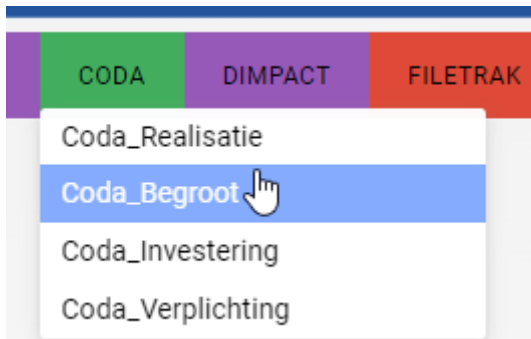 CODA DIMPACT FILETRAK
Coda_Realisatie
Coda_Begroot
Coda_Investering
Coda_Verplichting